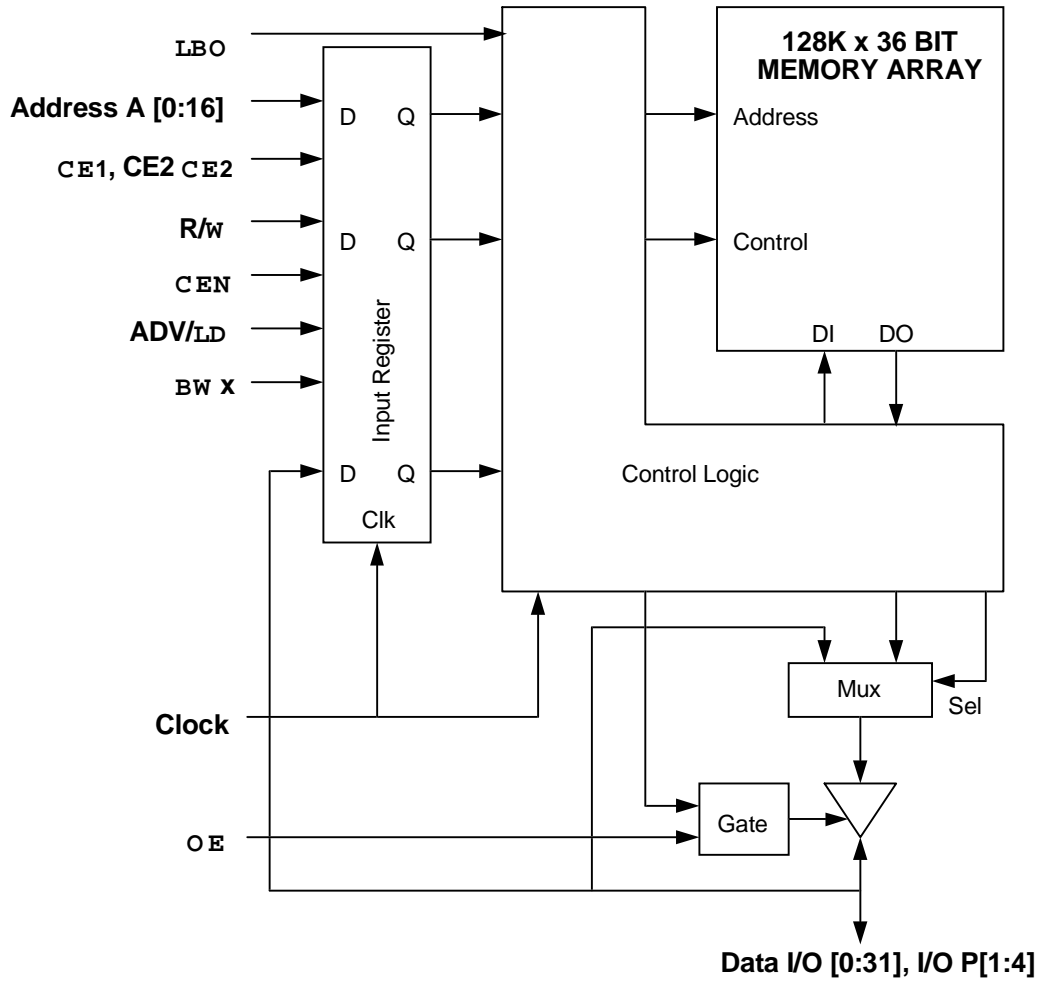 LBO
128K x 36 BIT
MEMORY ARRAY
Address A [0:16]
D Q
Address
CE1, CE2 CE2
R/W
D Q
Control
CEN
ADV/LD
DI DO
BW x
Input Register
D Q
Control Logic
Clk
Mux
Sel
Clock
Gate
OE
Data I/O [0:31], I/O P[1:4]